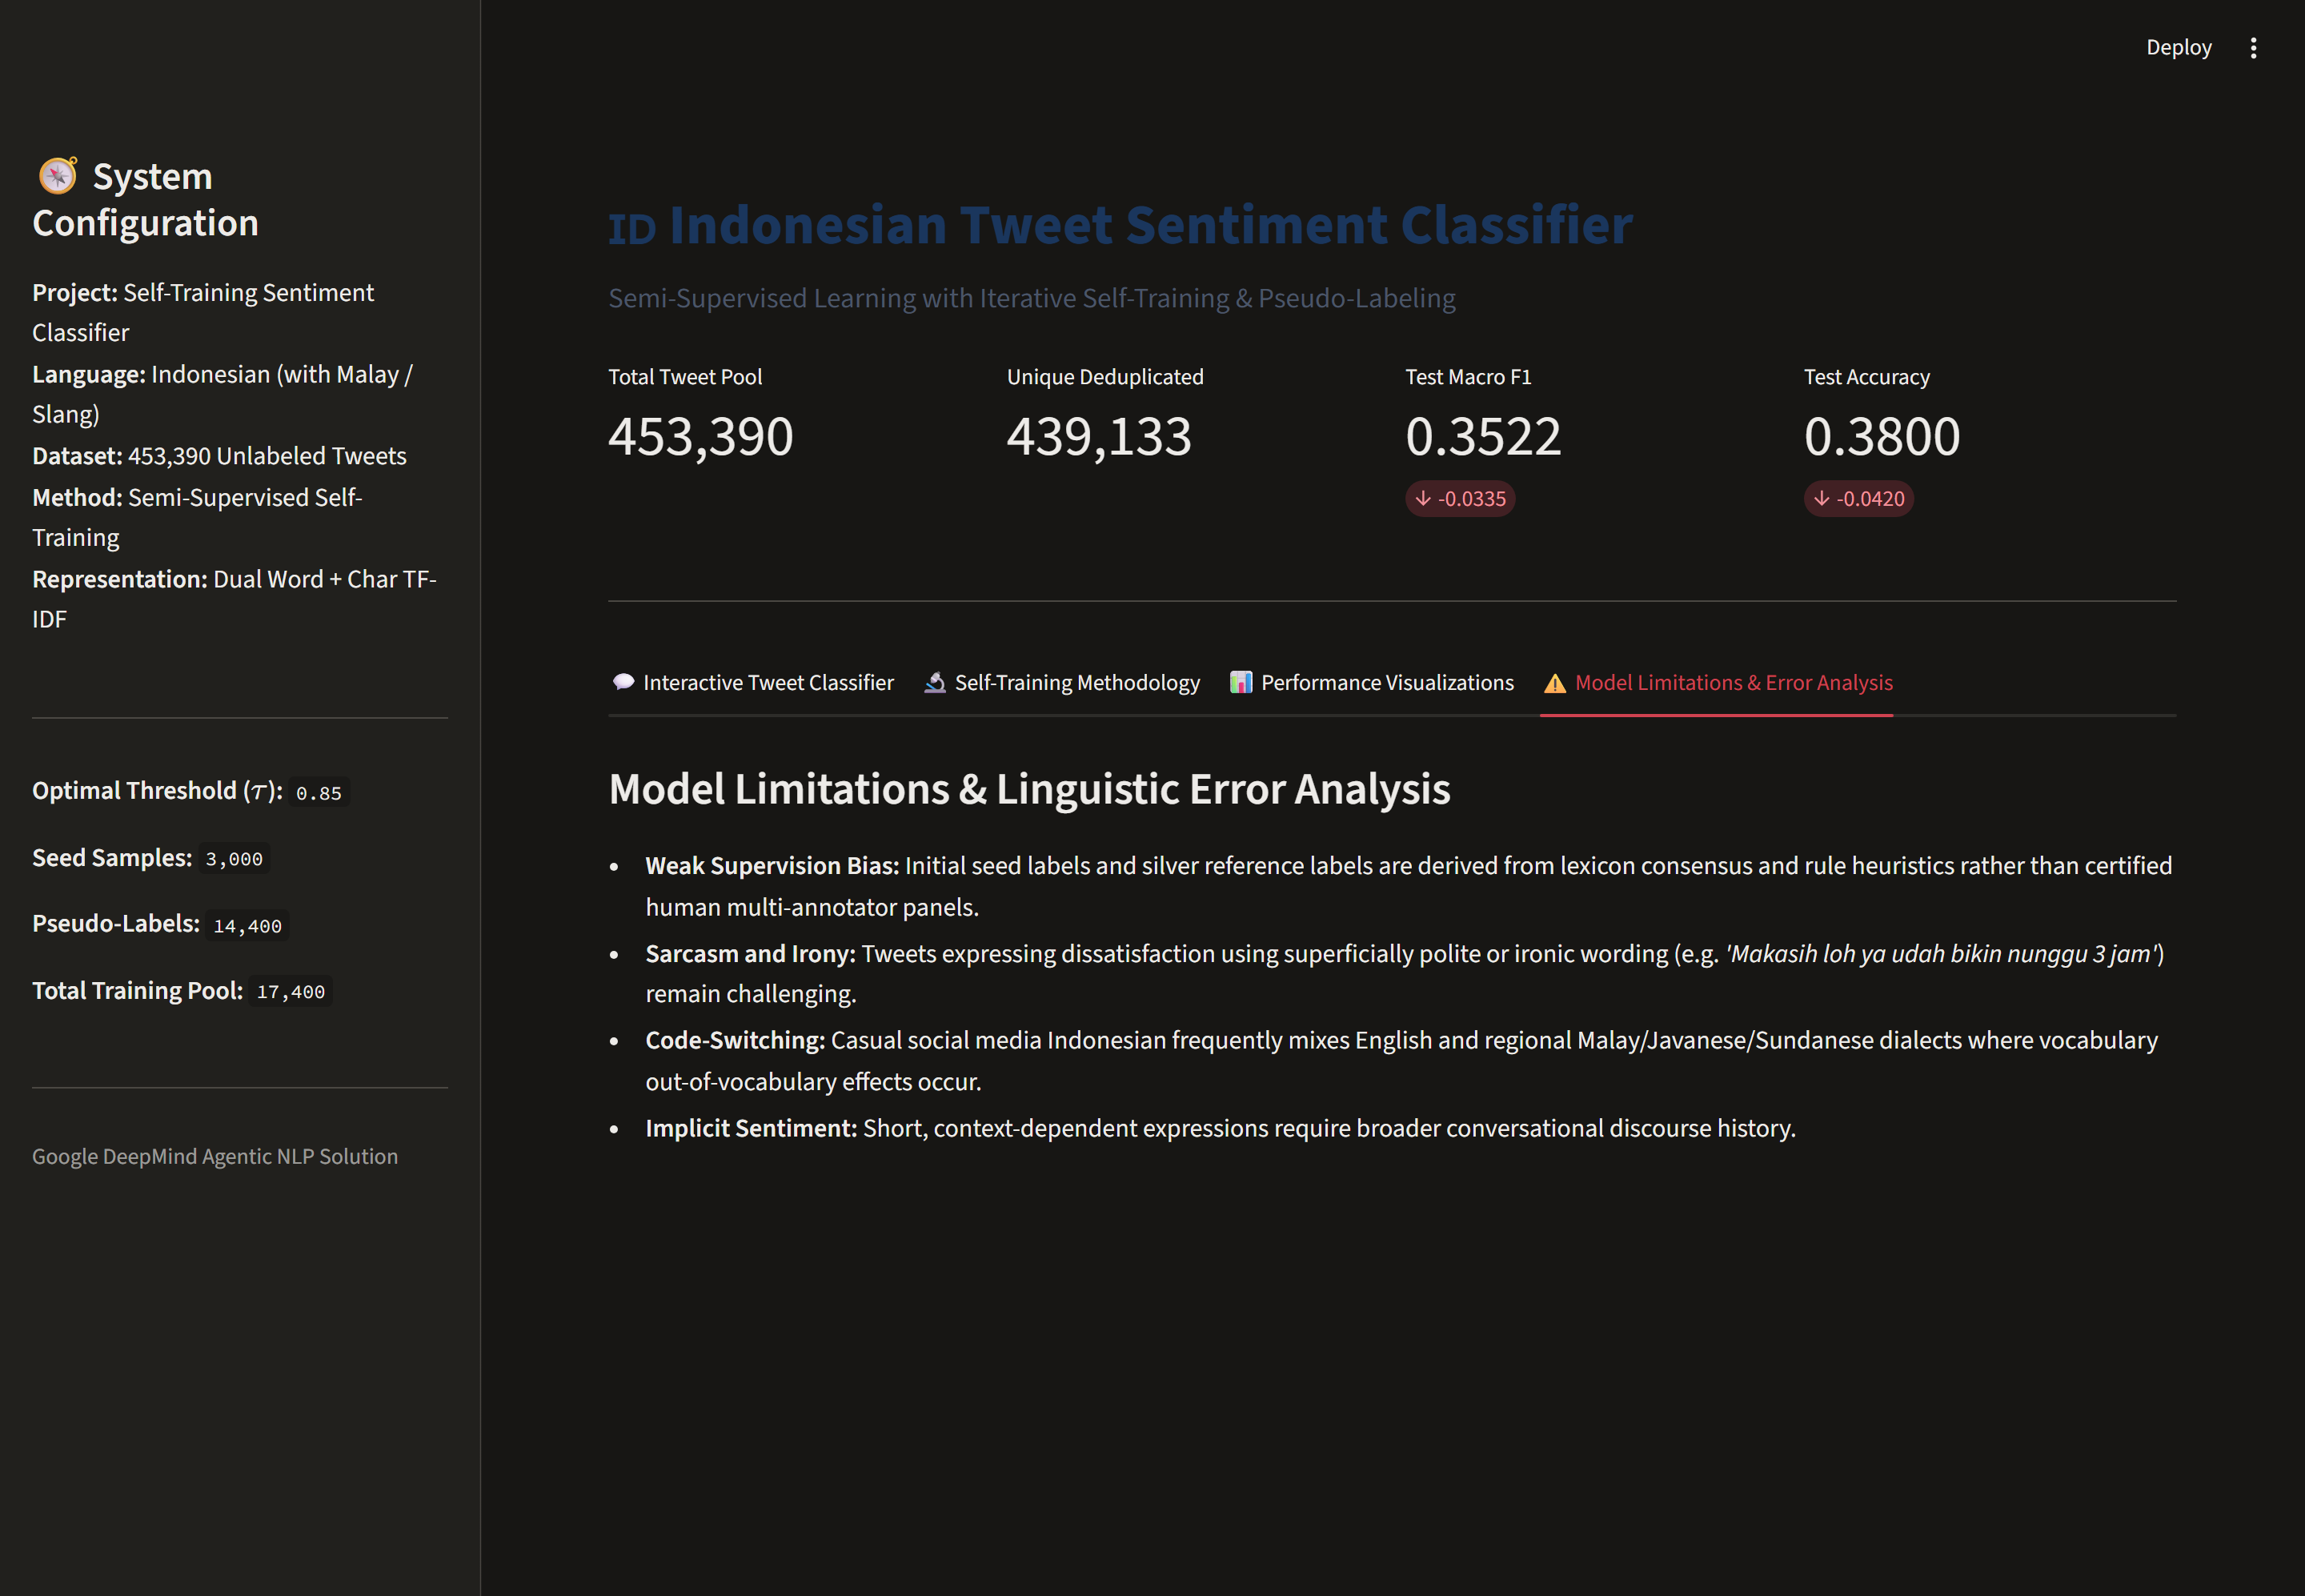 Deploy
System
Configuration
Project: Self-Training Sentiment
Classifier
Language: Indonesian (with Malay /
Slang)
Dataset: 453,390 Unlabeled Tweets
Method: Semi-Supervised Self-
Training
Representation: Dual Word + Char TF-
IDF
Optimal Threshold (τ): 0.85
Seed Samples: 3,000
Pseudo-Labels: 14,400
Total Training Pool: 17,400
Google DeepMind Agentic NLP Solution
ID Indonesian Tweet Sentiment Classifier
Semi-Supervised Learning with Iterative Self-Training & Pseudo-Labeling
Total Tweet Pool
453,390
Unique Deduplicated
439,133
Test Macro F1
0.3522
↓ -0.0335
Test Accuracy
0.3800
↓ -0.0420
Interactive Tweet Classifier
Self-Training Methodology
Performance Visualizations
Model Limitations & Error Analysis
Model Limitations & Linguistic Error Analysis
• Weak Supervision Bias: Initial seed labels and silver reference labels are derived from lexicon consensus and rule heuristics rather than certified
human multi-annotator panels.
• Sarcasm and Irony: Tweets expressing dissatisfaction using superficially polite or ironic wording (e.g. 'Makasih loh ya udah bikin nunggu 3 jam')
remain challenging.
• Code-Switching: Casual social media Indonesian frequently mixes English and regional Malay/Javanese/Sundanese dialects where vocabulary
out-of-vocabulary effects occur.
• Implicit Sentiment: Short, context-dependent expressions require broader conversational discourse history.